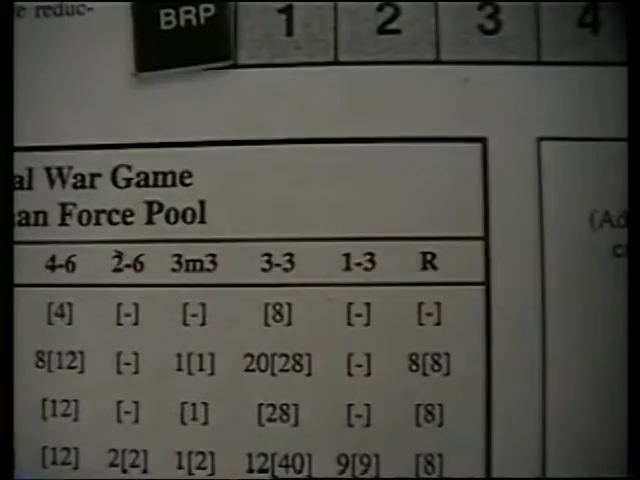 reduc-
BRP 1 2 3 4
al War Game
an Force Pool
4-6 2-6 3m3 3-3 1-3 R
[4] [-] [-] [8] [-] [-]
8[12] [-] 1[1] 20[28] [-] 8[8]
[12] [-] [1] [28] [-] [8]
[12] 2[2] 1[2] 12[40] 9[9] [8]
(Ad